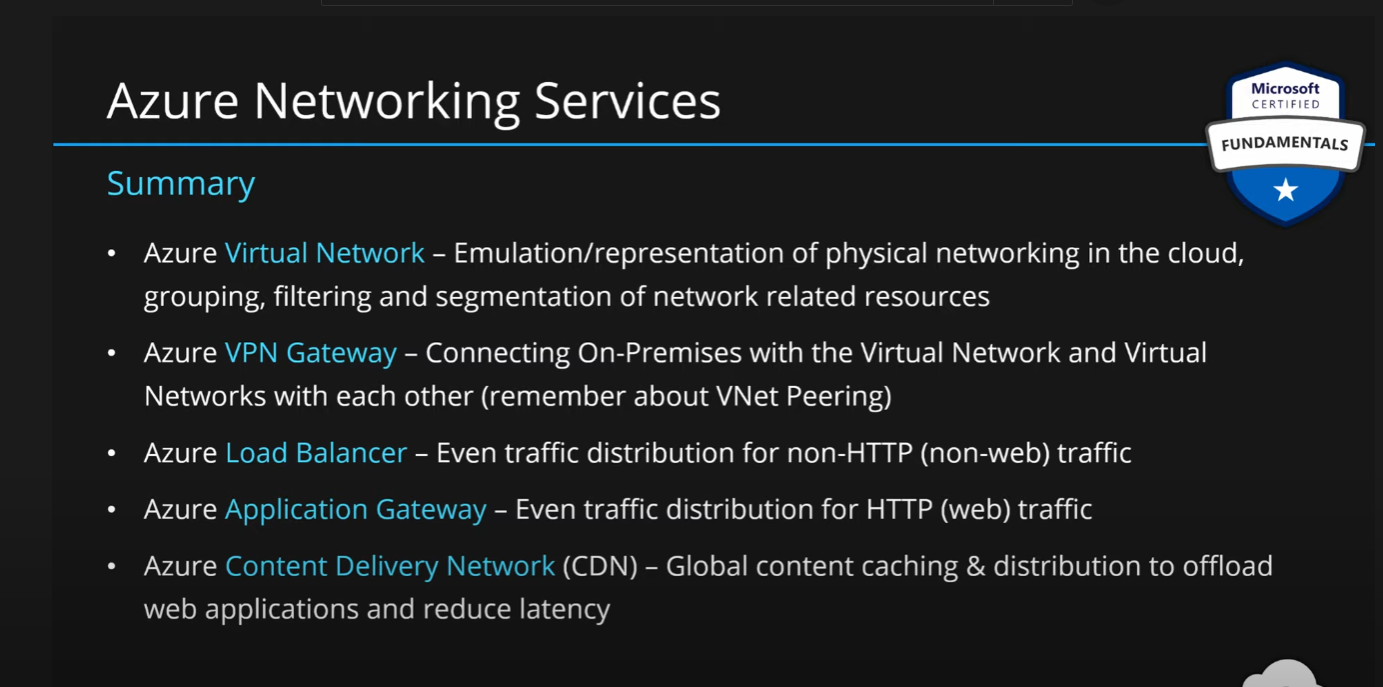 Azure Networking Services
Microsoft
CERTIFIED
FUNDAMENTALS
Summary
• Azure Virtual Network – Emulation/representation of physical networking in the cloud,
grouping, filtering and segmentation of network related resources
• Azure VPN Gateway – Connecting On-Premises with the Virtual Network and Virtual
Networks with each other (remember about VNet Peering)
• Azure Load Balancer – Even traffic distribution for non-HTTP (non-web) traffic
• Azure Application Gateway – Even traffic distribution for HTTP (web) traffic
• Azure Content Delivery Network (CDN) – Global content caching & distribution to offload
web applications and reduce latency